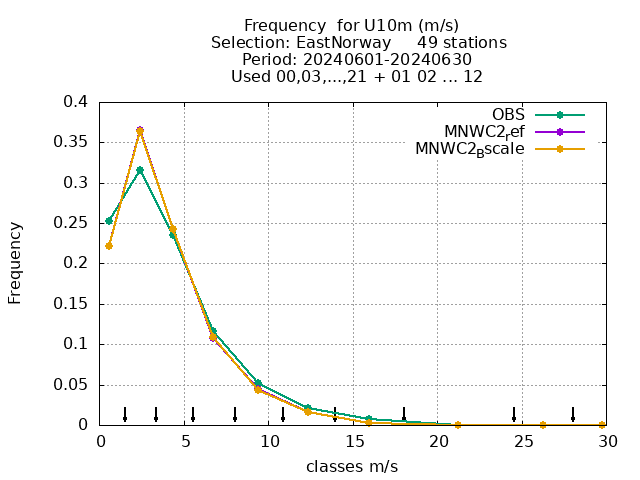 Frequency  for U10m (m/s)
Selection: EastNorway     49 stations
Period: 20240601-20240630
Used 00,03,...,21 + 01 02 ... 12
OBS
MNWC2_ref
MNWC2_Bscale
Frequency
0.4
0.35
0.3
0.25
0.2
0.15
0.1
0.05
0
0 5 10 15 20 25 30
classes m/s